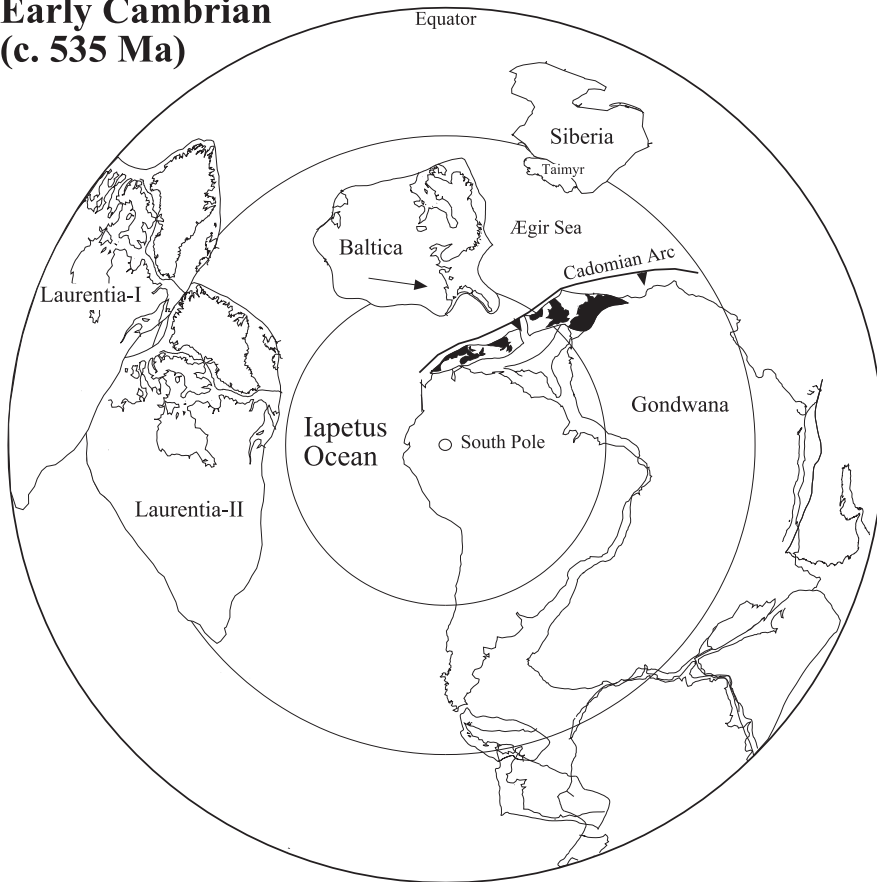 Early Cambrian
(c. 535 Ma)
Equator
Siberia
Taimyr
Baltica
Ægir Sea
Cadomian Arc
Laurentia-I
Gondwana
Iapetus
Ocean
South Pole
Laurentia-II